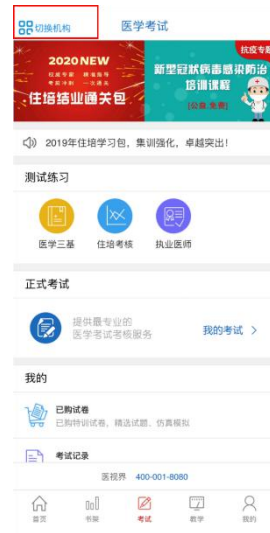 切换机构
医学考试
抗疫专题
2020 NEW
住培结业通关包
新型冠状病毒感染防治
培训课程
[公益.免费]
2019年住培学习包，集训强化，卓越突出！
测试练习
医学三基
住培考核
执业医师
正式考试
提供最专业的
医学考试考核服务
我的考试
我的
已购试卷
已购特训试卷，精选试题、仿真模拟
考试记录
医视界 400-001-8080
首页
书架
考试
教学
我的